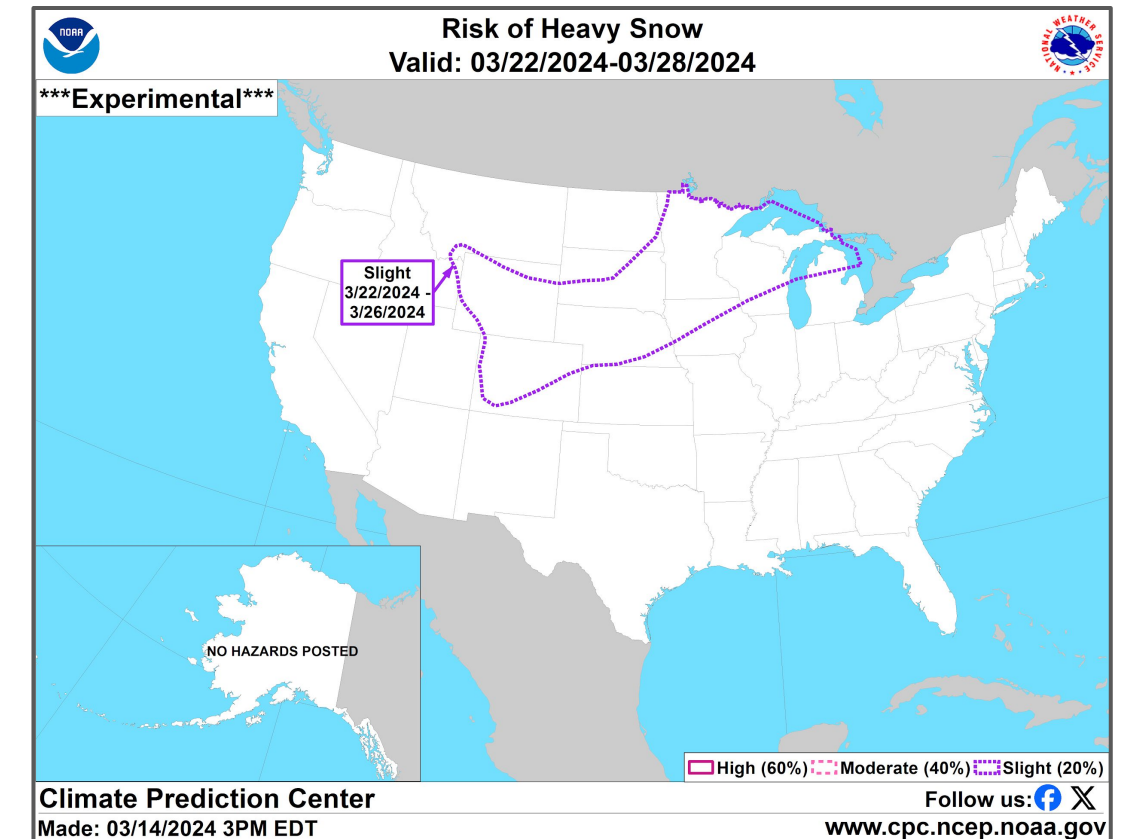 NOAA
Risk of Heavy Snow
Valid: 03/22/2024-03/28/2024
NATIONAL WEATHER SERVICE
***Experimental***
Slight
3/22/2024 -
3/26/2024
NO HAZARDS POSTED
High (60%) Moderate (40%) Slight (20%)
Climate Prediction Center
Follow us:
Made: 03/14/2024 3PM EDT
www.cpc.ncep.noaa.gov